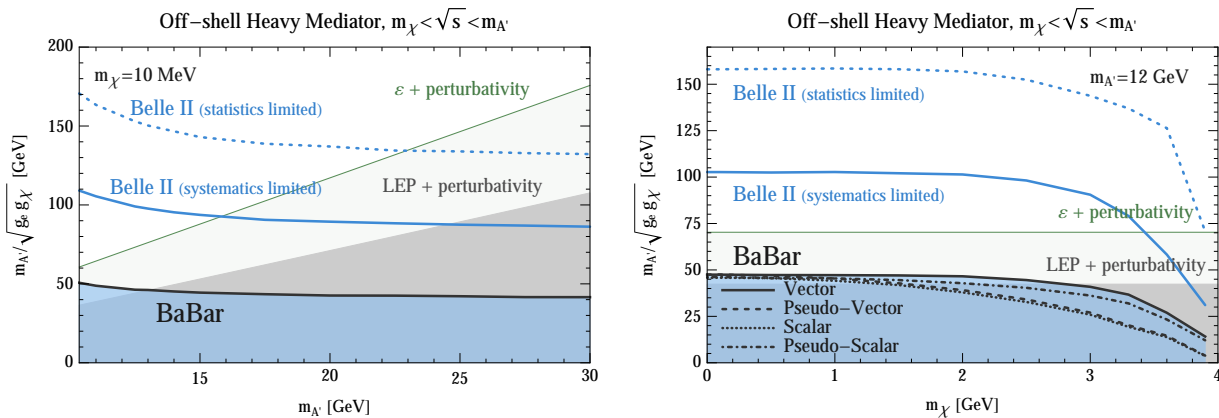 Off-shell Heavy Mediator, m_χ<√s<m_A'
200
150
100
50
0
m_A'/√g_e g_χ [GeV]
m_χ=10 MeV
ε + perturbativity
Belle II (statistics limited)
LEP + perturbativity
Belle II (systematics limited)
BaBar
15
20
25
30
m_A' [GeV]
Off-shell Heavy Mediator, m_χ<√s<m_A'
150
125
100
75
50
25
0
m_A'/√g_e g_χ [GeV]
m_A'=12 GeV
Belle II (statistics limited)
Belle II (systematics limited)
ε + perturbativity
BaBar
LEP + perturbativity
Vector
Pseudo-Vector
Scalar
Pseudo-Scalar
0
1
2
3
4
m_χ [GeV]